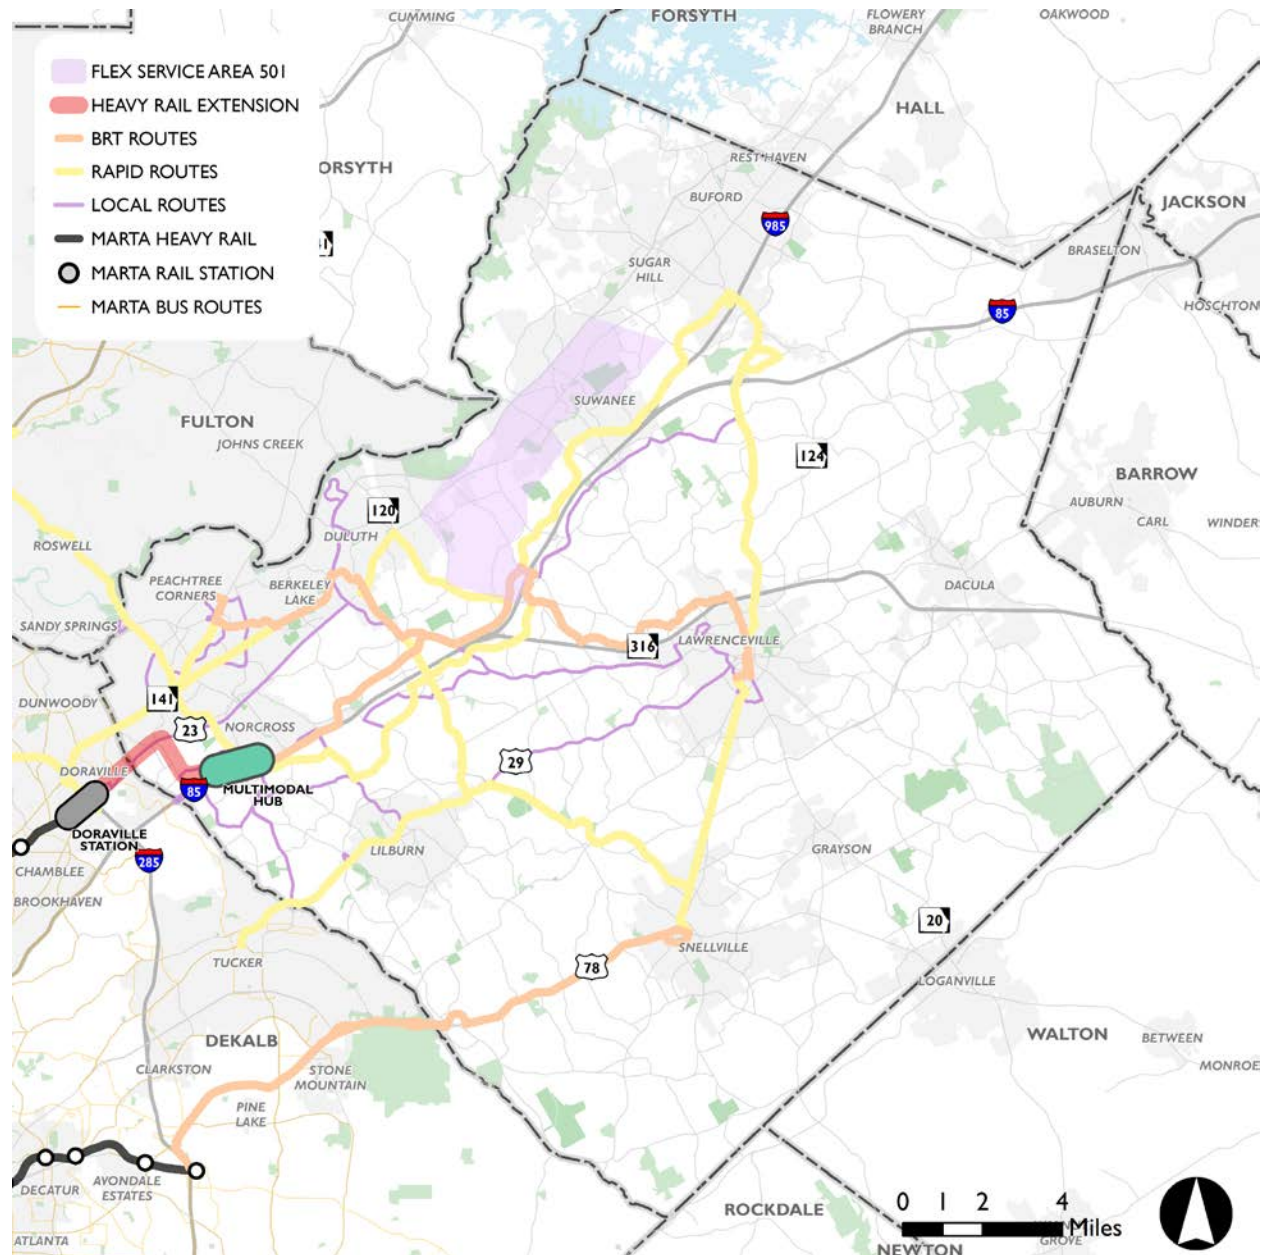 CUMMING
FORSYTH
FLOWERY
BRANCH
OAKWOOD
FLEX SERVICE AREA 501
HEAVY RAIL EXTENSION
BRT ROUTES
RAPID ROUTES
LOCAL ROUTES
MARTA HEAVY RAIL
MARTA RAIL STATION
MARTA BUS ROUTES
ORSYTH
HALL
REST HAVEN
BUFORD
985
JACKSON
BRASELTON
HOSCHTON
SUGAR
HILL
85
SUWANEE
FULTON
JOHNS CREEK
124
BARROW
AUBURN
CARL
WINDER
120
DULUTH
ROSWELL
PEACHTREE
CORNERS
BERKELEY
LAKE
DACULA
SANDY SPRINGS
316
LAWRENCEVILLE
DUNWOODY
141
23
NORCROSS
29
DORAVILLE
85
MULTIMODAL
HUB
DORAVILLE
STATION
285
LILBURN
GRAYSON
CHAMBLEE
BROOKHAVEN
20
TUCKER
SNELLVILLE
78
LOGANVILLE
DEKALB
WALTON
BETWEEN
MONROE
CLARKSTON
STONE
MOUNTAIN
PINE
LAKE
AVONDALE
ESTATES
DECATUR
ATLANTA
ROCKDALE
NEWTON
GROVE
0 1 2 4
Miles